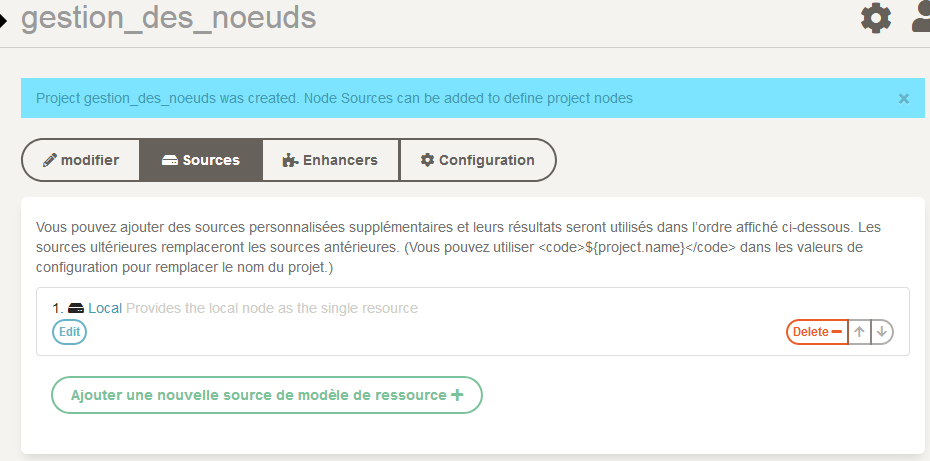 gestion_des_noeuds
Project gestion_des_noeuds was created. Node Sources can be added to define project nodes ×
modifier Sources Enhancers Configuration
Vous pouvez ajouter des sources personnalisées supplémentaires et leurs résultats seront utilisés dans l'ordre affiché ci-dessous. Les
sources ultérieures remplaceront les sources antérieures. (Vous pouvez utiliser <code>${project.name}</code> dans les valeurs de
configuration pour remplacer le nom du projet.)
1. Local Provides the local node as the single resource
Edit Delete
Ajouter une nouvelle source de modèle de ressource +